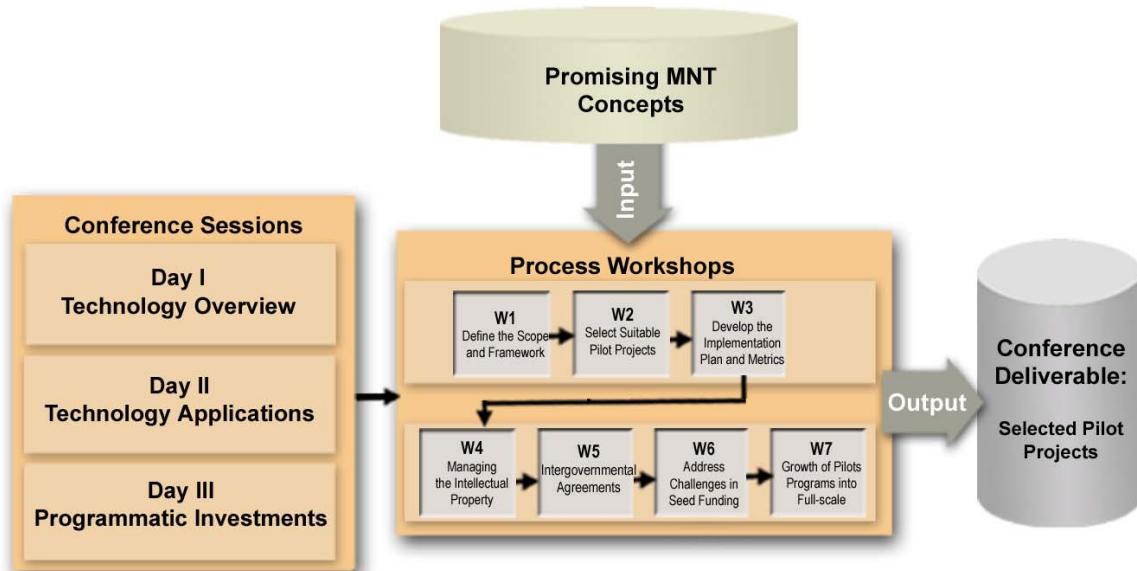 Promising MNT
Concepts
Input
Conference Sessions
Day I
Technology Overview
Day II
Technology Applications
Day III
Programmatic Investments
Process Workshops
W1
Define the Scope
and Framework
W2
Select Suitable
Pilot Projects
W3
Develop the
Implementation
Plan and Metrics
W4
Managing
the Intellectual
Property
W5
Intergovernmental
Agreements
W6
Address
Challenges in
Seed Funding
W7
Growth of Pilots
Programs into
Full-scale
Output
Conference
Deliverable:
Selected Pilot
Projects